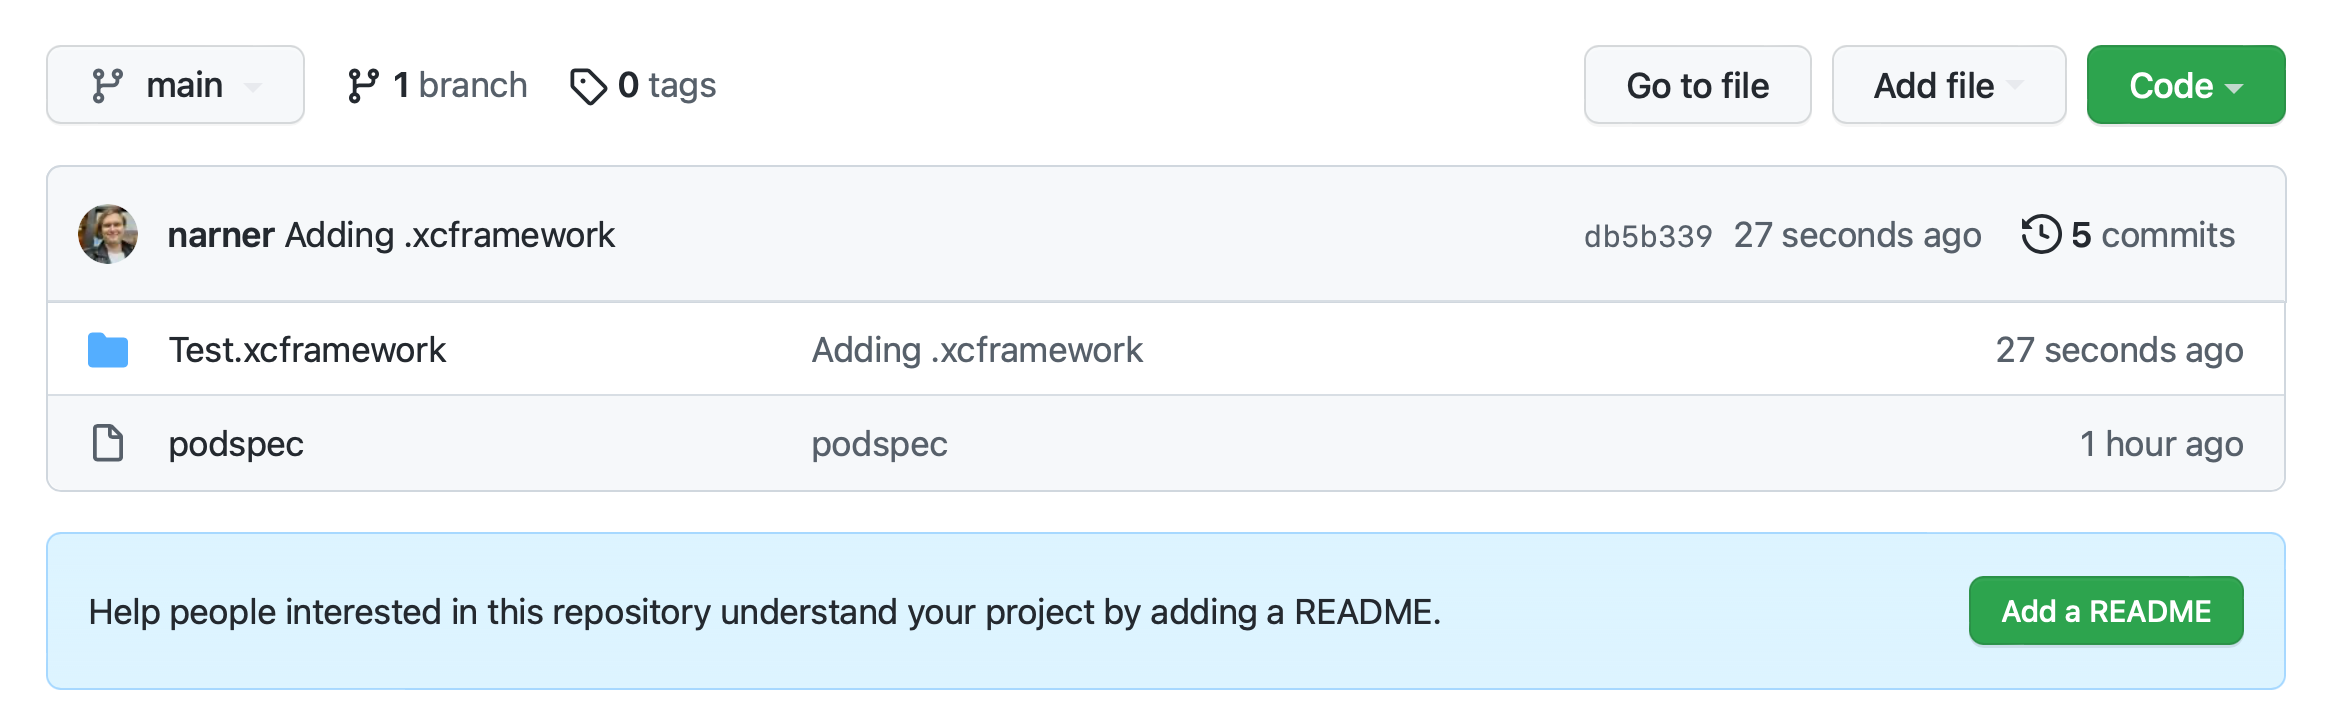 main 1 branch 0 tags Go to file Add file Code
narner Adding .xcframework db5b339 27 seconds ago 5 commits
Test.xcframework Adding .xcframework 27 seconds ago
podspec podspec 1 hour ago
Help people interested in this repository understand your project by adding a README. Add a README